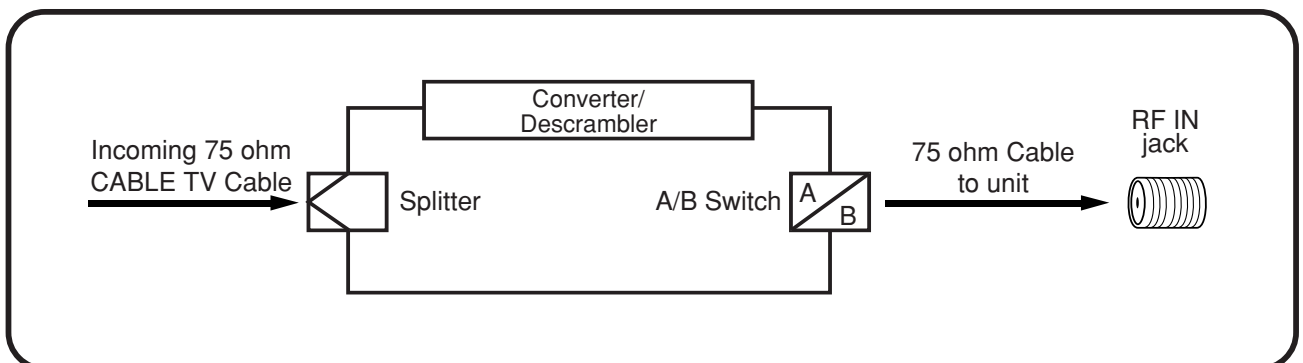 Converter/
Descrambler
Incoming 75 ohm
CABLE TV Cable
Splitter
A/B Switch
A
B
75 ohm Cable
to unit
RF IN
jack